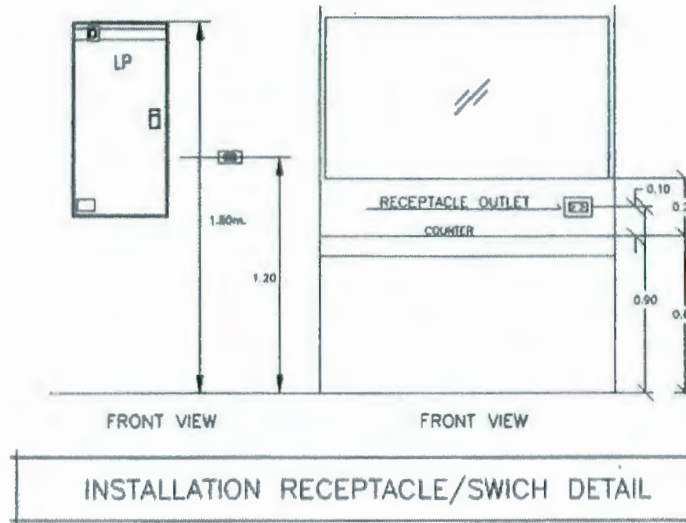 LP
1.80m.
1.20
RECEPTACLE OUTLET
COUNTER
0.10
0.90
FRONT VIEW
FRONT VIEW
INSTALLATION RECEPTACLE/SWICH DETAIL